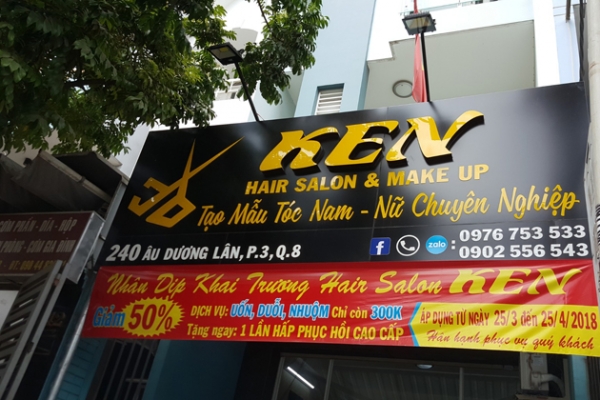 KEN
HAIR SALON & MAKE UP
Tạo Mẫu Tóc Nam - Nữ Chuyên Nghiệp
240 ÂU DƯƠNG LÂN, P.3, Q.8
f zalo : 0976 753 533
0902 556 543
Nhân Dịp Khai Trương Hair Salon KEN
Giảm 50% DỊCH VỤ: UỐN, DUỖI, NHUỘM Chỉ còn 300K
Tặng ngay: 1 LẦN HẤP PHỤC HỒI CAO CẤP
ÁP DỤNG TỪ NGÀY 25/3 đến 25/4/2018
Hân hạnh phục vụ quý khách